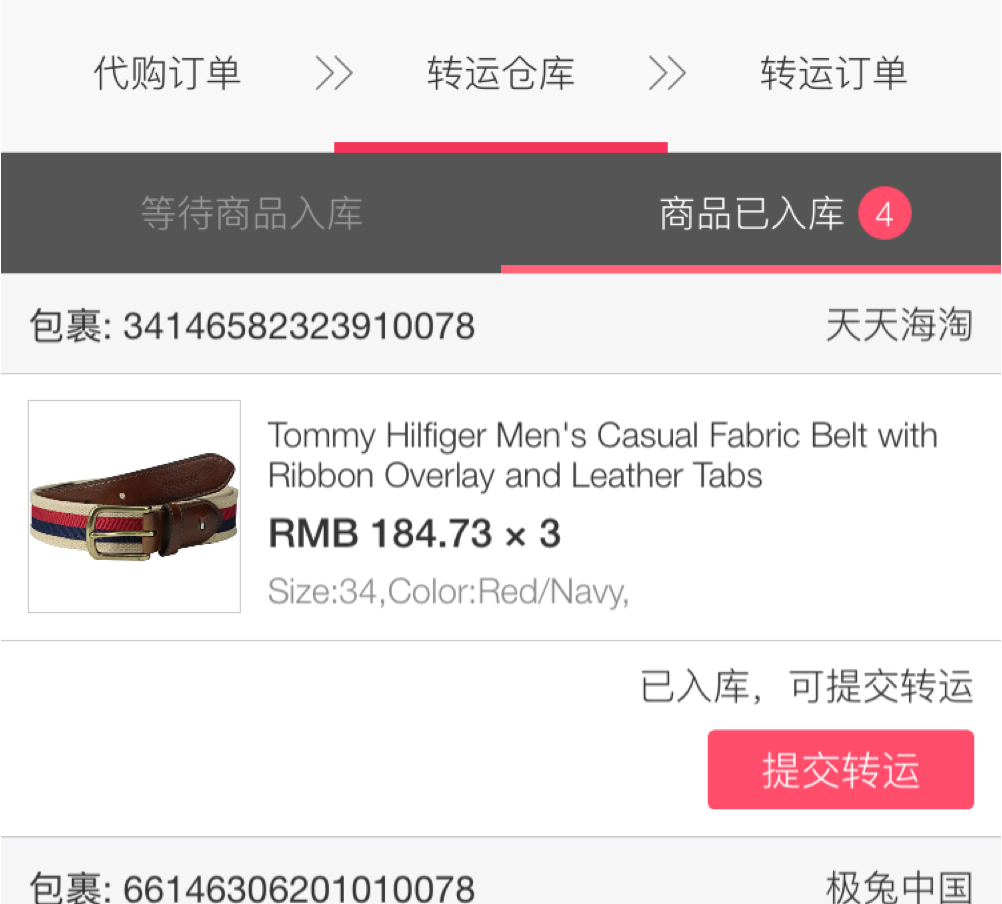 代购订单 >> 转运仓库 >> 转运订单
等待商品入库 商品已入库 4
包裹: 34146582323910078 天天海淘
Tommy Hilfiger Men's Casual Fabric Belt with
Ribbon Overlay and Leather Tabs
RMB 184.73 × 3
Size:34,Color:Red/Navy,
已入库，可提交转运
提交转运
包裹: 66146306201010078 极兔中国